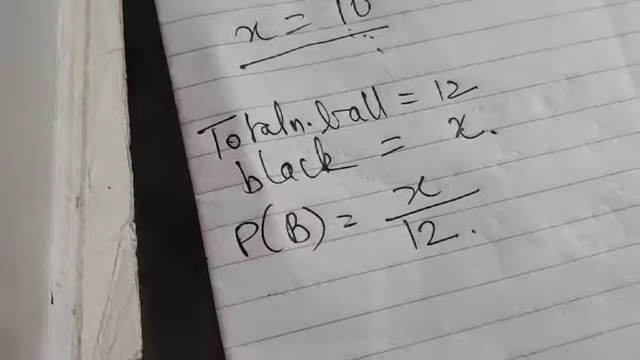 x = 10
Total n. ball = 12
black = x.
P(B) = x/12.